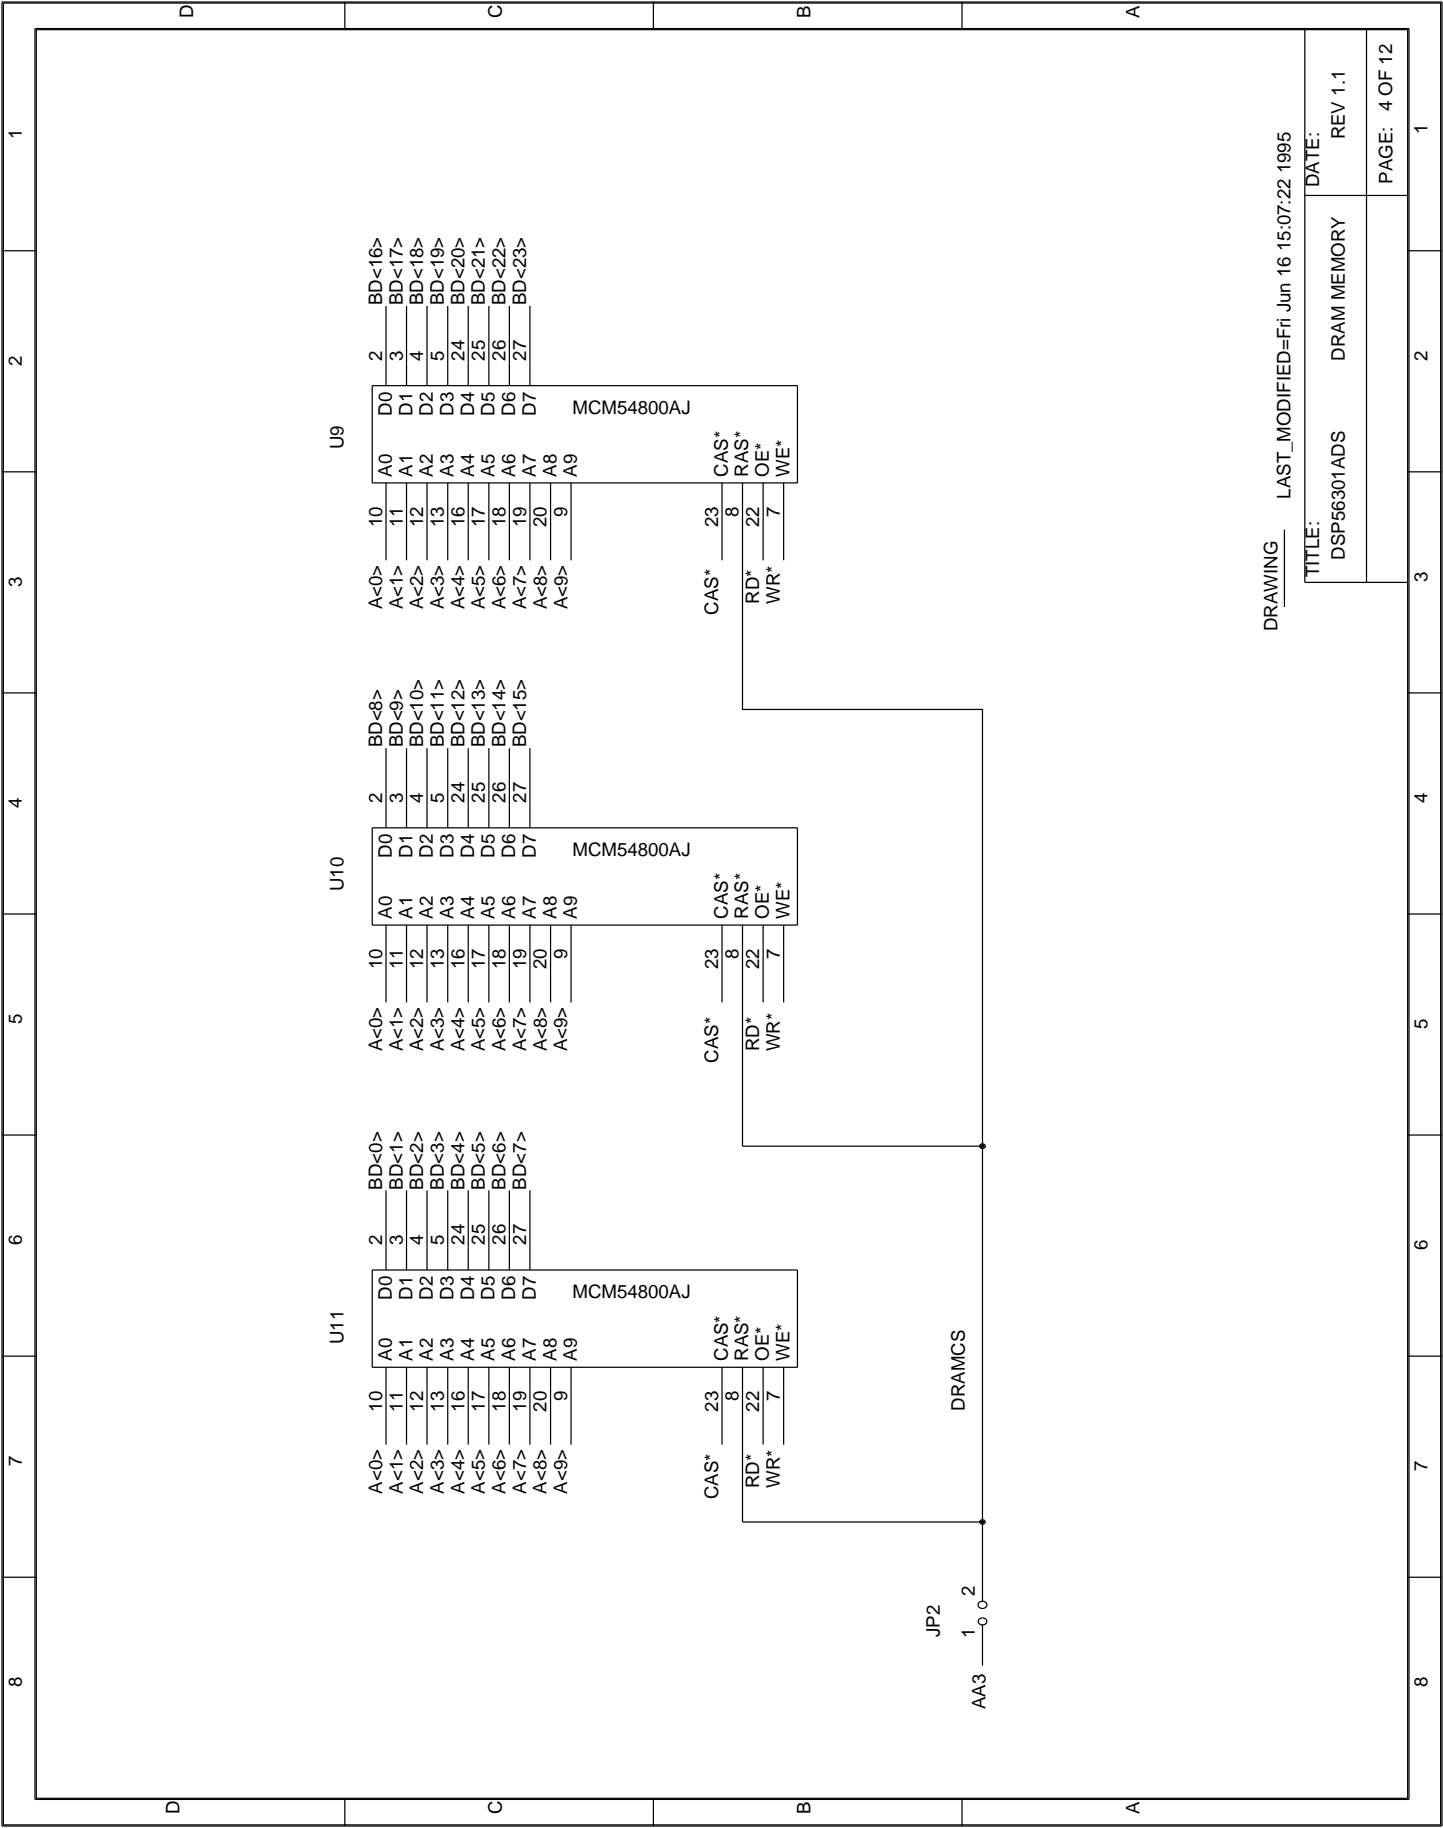 8 7 6 5 4 3 2 1
D
D
C
C
B
B
A
A
U11
A<0> 10 A0 D0 2 BD<0>
A<1> 11 A1 D1 3 BD<1>
A<2> 12 A2 D2 4 BD<2>
A<3> 13 A3 D3 5 BD<3>
A<4> 16 A4 D4 24 BD<4>
A<5> 17 A5 D5 25 BD<5>
A<6> 18 A6 D6 26 BD<6>
A<7> 19 A7 D7 27 BD<7>
A<8> 20 A8
A<9> 9 A9
MCM54800AJ
CAS* 23 CAS*
8 RAS*
RD* 22 OE*
WR* 7 WE*
U10
A<0> 10 A0 D0 2 BD<8>
A<1> 11 A1 D1 3 BD<9>
A<2> 12 A2 D2 4 BD<10>
A<3> 13 A3 D3 5 BD<11>
A<4> 16 A4 D4 24 BD<12>
A<5> 17 A5 D5 25 BD<13>
A<6> 18 A6 D6 26 BD<14>
A<7> 19 A7 D7 27 BD<15>
A<8> 20 A8
A<9> 9 A9
MCM54800AJ
CAS* 23 CAS*
8 RAS*
RD* 22 OE*
WR* 7 WE*
U9
A<0> 10 A0 D0 2 BD<16>
A<1> 11 A1 D1 3 BD<17>
A<2> 12 A2 D2 4 BD<18>
A<3> 13 A3 D3 5 BD<19>
A<4> 16 A4 D4 24 BD<20>
A<5> 17 A5 D5 25 BD<21>
A<6> 18 A6 D6 26 BD<22>
A<7> 19 A7 D7 27 BD<23>
A<8> 20 A8
A<9> 9 A9
MCM54800AJ
CAS* 23 CAS*
8 RAS*
RD* 22 OE*
WR* 7 WE*
JP2
DRAMCS
1 2
AA3
DRAWING
LAST_MODIFIED=Fri Jun 16 15:07:22 1995
TITLE:
DATE:
DSP56301ADS DRAM MEMORY
REV 1.1
PAGE: 4 OF 12
8 7 6 5 4 3 2 1